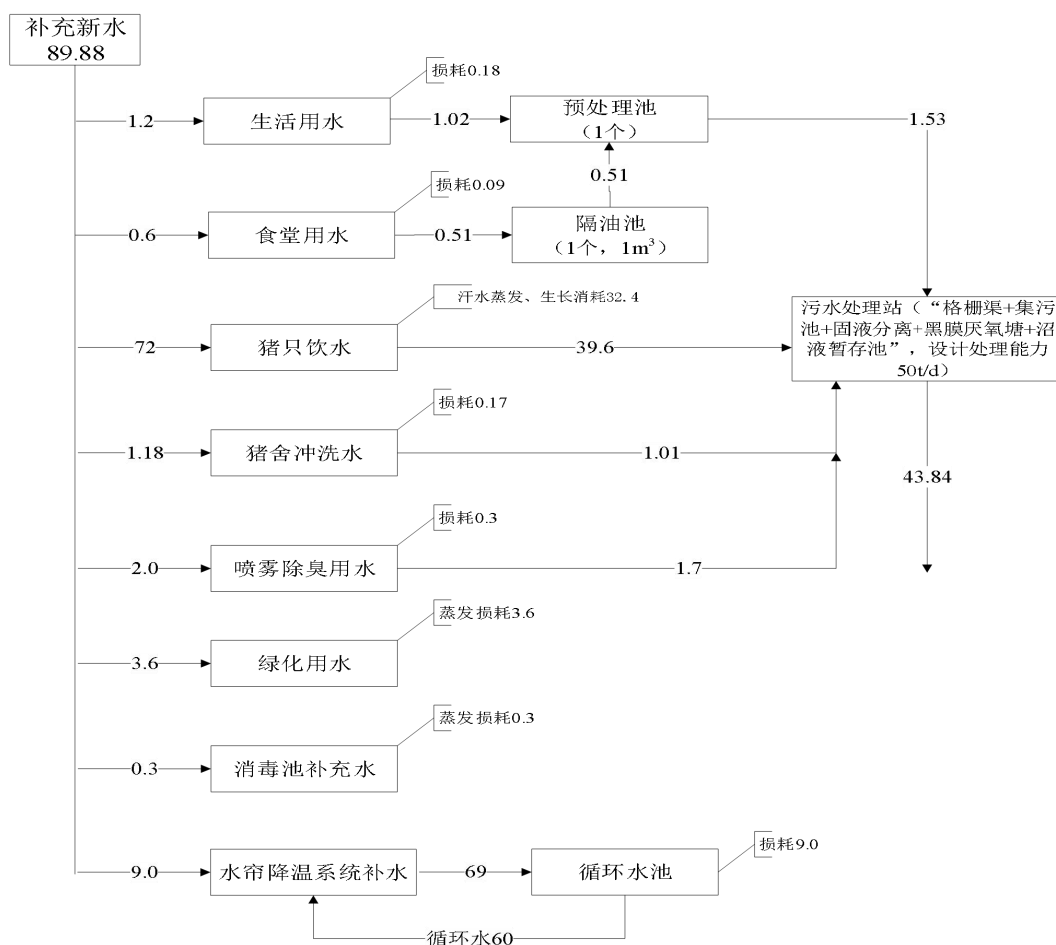 补充新水
89.88
损耗0.18
1.2
生活用水
1.02
预处理池
（1个）
1.53
0.51
损耗0.09
0.6
食堂用水
0.51
隔油池
（1个，1m³）
汗水蒸发、生长消耗32.4
72
猪只饮水
39.6
污水处理站（“格栅渠+集污
池+固液分离+黑膜厌氧塘+沼
液暂存池”，设计处理能力
50t/d）
损耗0.17
1.18
猪舍冲洗水
1.01
43.84
损耗0.3
2.0
喷雾除臭用水
1.7
蒸发损耗3.6
3.6
绿化用水
蒸发损耗0.3
0.3
消毒池补充水
损耗9.0
9.0
水帘降温系统补水
69
循环水池
循环水60